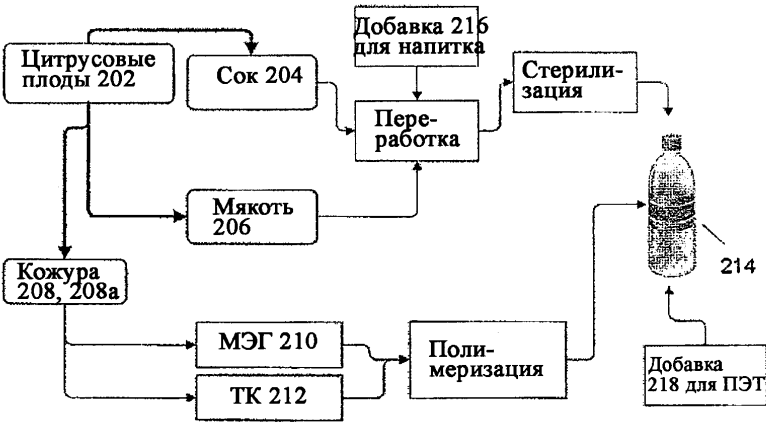 Цитрусовые
плоды 202
Сок 204
Добавка 216
для напитка
Стерили-
зация
Пере-
работка
Мякоть
206
Кожура
208, 208a
214
МЭГ 210
ТК 212
Поли-
меризация
Добавка
218 для ПЭТ